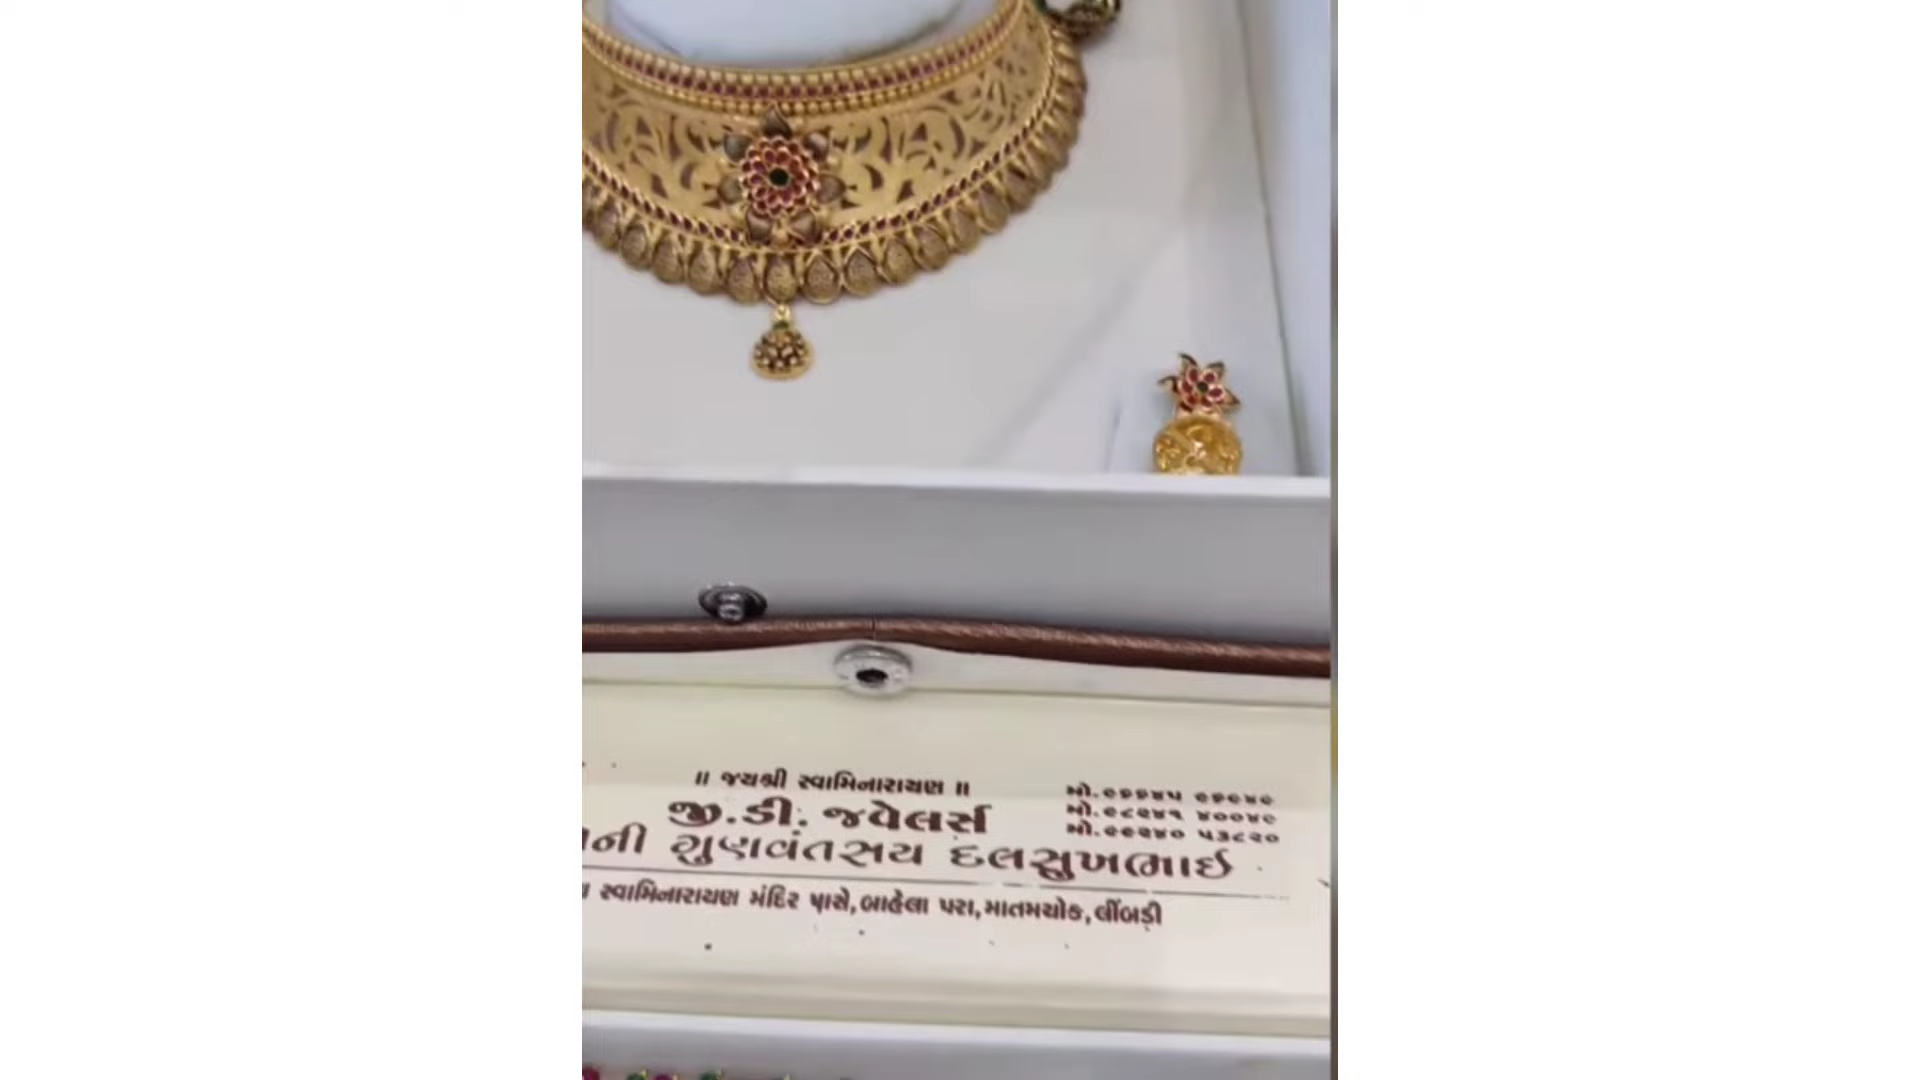 ॥ જયશ્રી સ્વામિનારાયણ ॥
જી.ડી. જવેલર્સ
ગુણવંતરાય દલસુખભાઈ
સ્વામિનારાયણ મંદિર પાસે,બાહેલા પરા,માતમચોક,લીંબડી